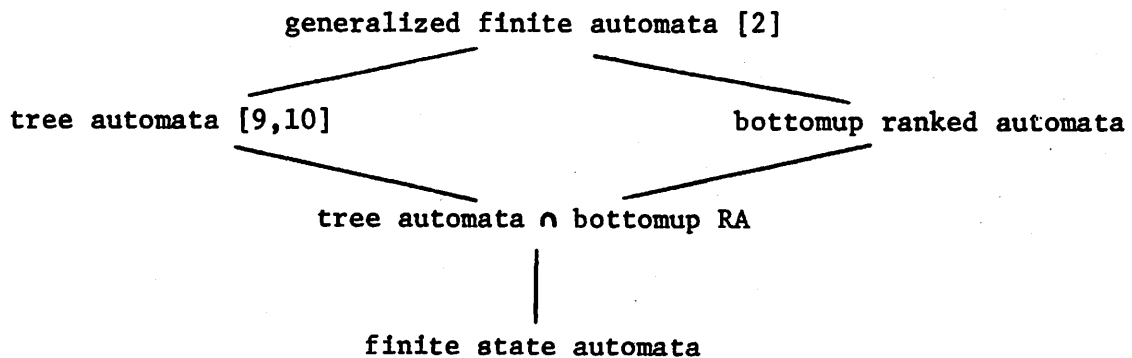 generalized finite automata [2]
tree automata [9,10]
bottomup ranked automata
tree automata ∩ bottomup RA
finite state automata